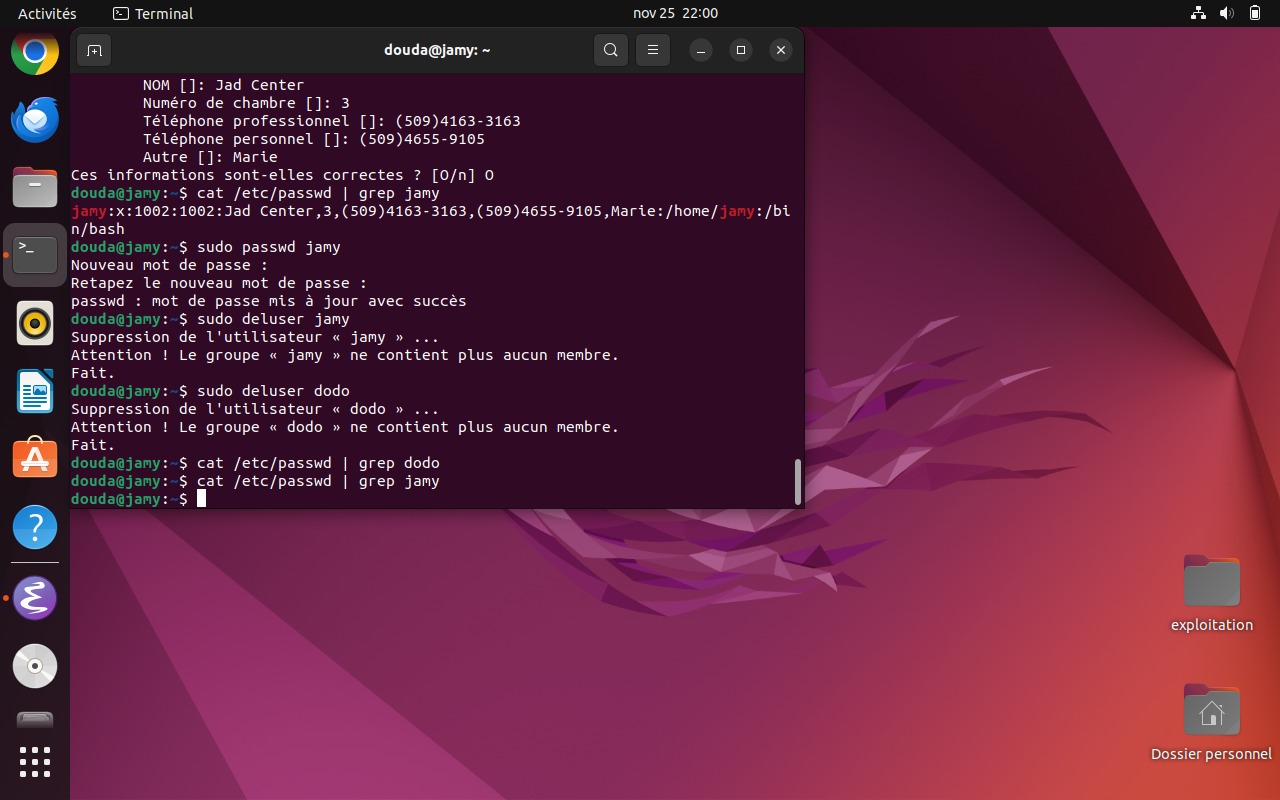 Activités
Terminal
nov 25 22:00
douda@jamy: ~
NOM []: Jad Center
Numéro de chambre []: 3
Téléphone professionnel []: (509)4163-3163
Téléphone personnel []: (509)4655-9105
Autre []: Marie
Ces informations sont-elles correctes ? [O/n] O
douda@jamy:~$ cat /etc/passwd | grep jamy
jamy:x:1002:1002:Jad Center,3,(509)4163-3163,(509)4655-9105,Marie:/home/jamy:/bi
n/bash
douda@jamy:~$ sudo passwd jamy
Nouveau mot de passe :
Retapez le nouveau mot de passe :
passwd : mot de passe mis à jour avec succès
douda@jamy:~$ sudo deluser jamy
Suppression de l'utilisateur « jamy » ...
Attention ! Le groupe « jamy » ne contient plus aucun membre.
Fait.
douda@jamy:~$ sudo deluser dodo
Suppression de l'utilisateur « dodo » ...
Attention ! Le groupe « dodo » ne contient plus aucun membre.
Fait.
douda@jamy:~$ cat /etc/passwd | grep dodo
douda@jamy:~$ cat /etc/passwd | grep jamy
douda@jamy:~$
exploitation
Dossier personnel